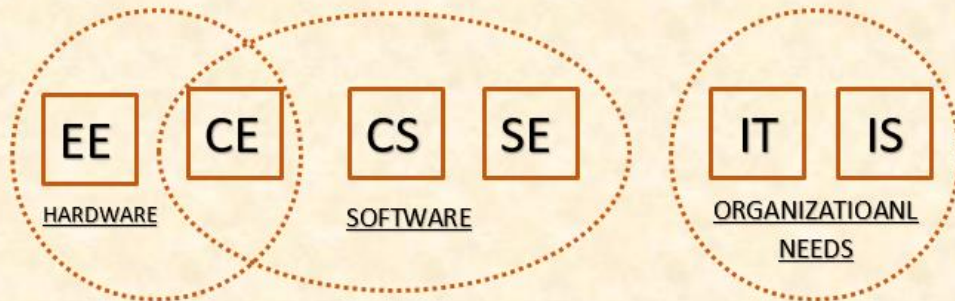 EE CE CS SE IT IS
HARDWARE SOFTWARE ORGANIZATIOANL
NEEDS